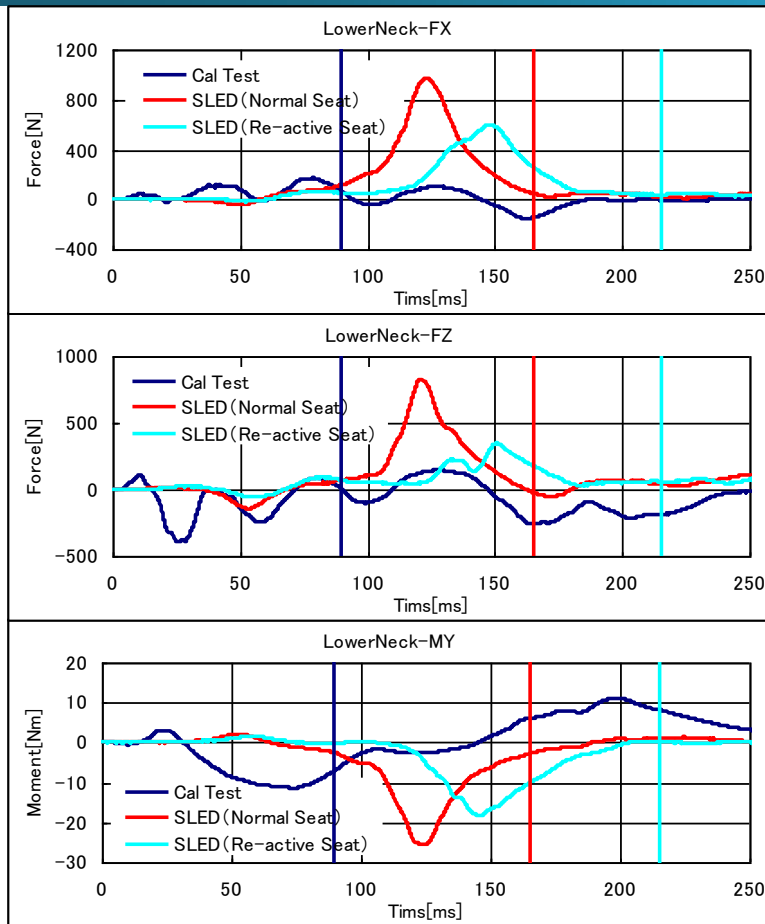 LowerNeck-FX
1200
800
400
0
-400
Force[N]
Cal Test
SLED(Normal Seat)
SLED(Re-active Seat)
0 50 100 150 200 250
Tims[ms]
LowerNeck-FZ
1000
500
0
-500
Force[N]
Cal Test
SLED(Normal Seat)
SLED(Re-active Seat)
0 50 100 150 200 250
Tims[ms]
LowerNeck-MY
20
10
0
-10
-20
-30
Moment[Nm]
Cal Test
SLED(Normal Seat)
SLED(Re-active Seat)
0 50 100 150 200 250
Tims[ms]